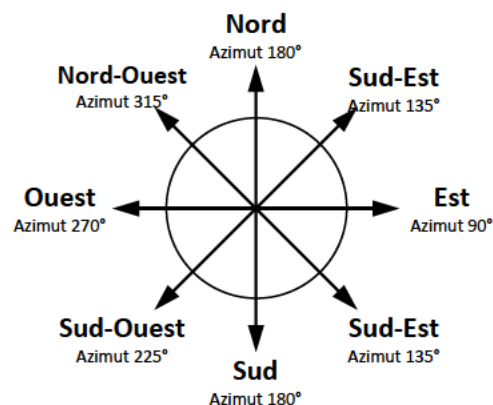 Nord
Azimut 180°
Nord-Ouest
Azimut 315°
Sud-Est
Azimut 135°
Ouest
Azimut 270°
Est
Azimut 90°
Sud-Ouest
Azimut 225°
Sud-Est
Azimut 135°
Sud
Azimut 180°